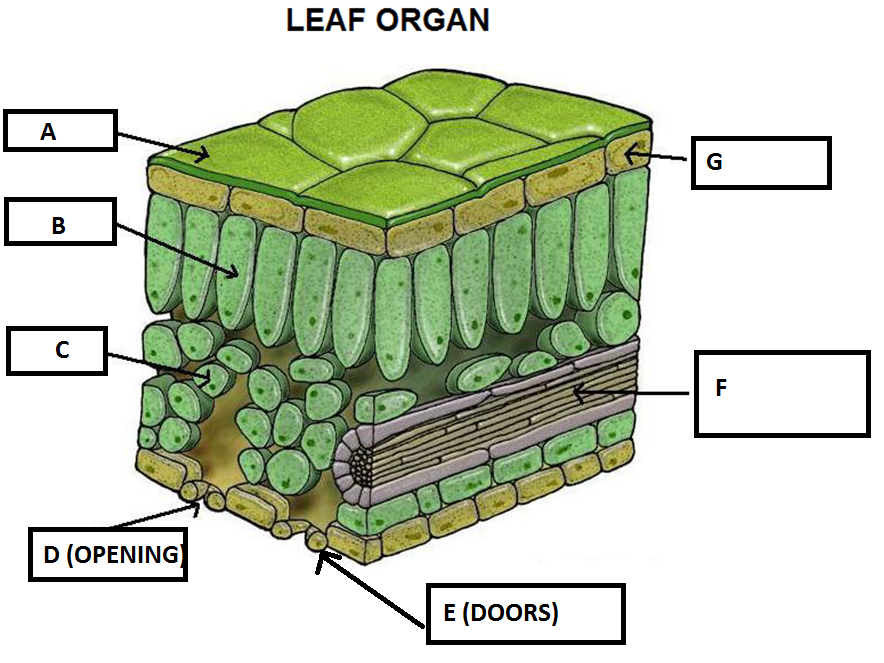 LEAF ORGAN
A
G
B
C
F
D (OPENING)
E (DOORS)